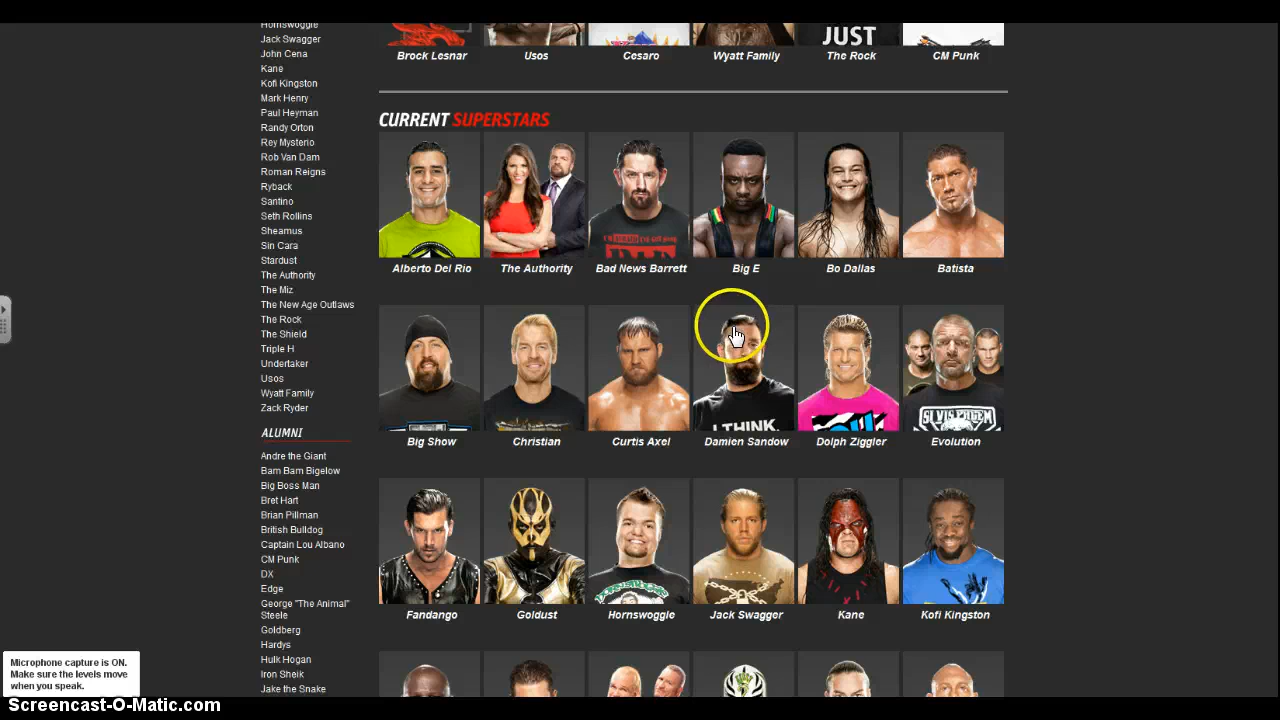 Hornswoggle
Jack Swagger
John Cena
Kane
Kofi Kingston
Mark Henry
Paul Heyman
Randy Orton
Rey Mysterio
Rob Van Dam
Roman Reigns
Ryback
Santino
Seth Rollins
Sheamus
Sin Cara
Stardust
The Authority
The Miz
The New Age Outlaws
The Rock
The Shield
Triple H
Undertaker
Usos
Wyatt Family
Zack Ryder
ALUMNI
Andre the Giant
Bam Bam Bigelow
Big Boss Man
Bret Hart
Brian Pillman
British Bulldog
Captain Lou Albano
CM Punk
DX
Edge
George "The Animal"
Steele
Goldberg
Hardys
Hulk Hogan
Iron Sheik
Jake the Snake
JUST
Brock Lesnar Usos Cesaro Wyatt Family The Rock CM Punk
CURRENT SUPERSTARS
Alberto Del Rio The Authority Bad News Barrett Big E Bo Dallas Batista
I THINK,
Big Show Christian Curtis Axel Damien Sandow Dolph Ziggler Evolution
Fandango Goldust Hornswoggle Jack Swagger Kane Kofi Kingston
Microphone capture is ON.
Make sure the levels move
when you speak.
Screencast-O-Matic.com